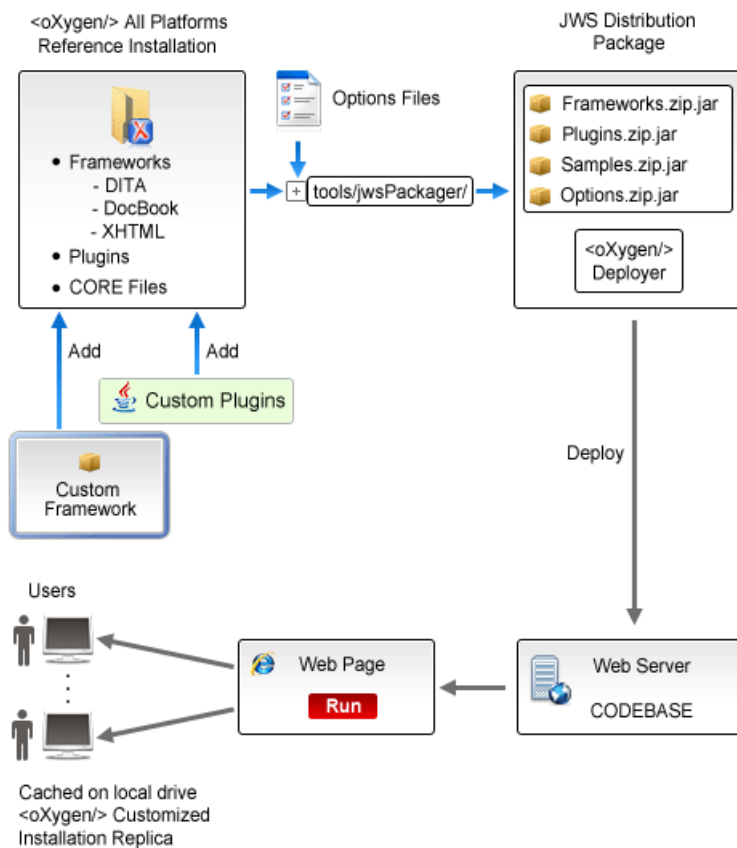 <oXygen/> All Platforms
Reference Installation
• Frameworks
- DITA
- DocBook
- XHTML
• Plugins
• CORE Files
Options Files
+
tools/jwsPackager/
JWS Distribution
Package
Frameworks.zip.jar
Plugins.zip.jar
Samples.zip.jar
Options.zip.jar
<oXygen/>
Deployer
Add
Add
Custom Plugins
Custom
Framework
Deploy
Web Server
CODEBASE
Web Page
Run
Users
Cached on local drive
<oXygen/> Customized
Installation Replica